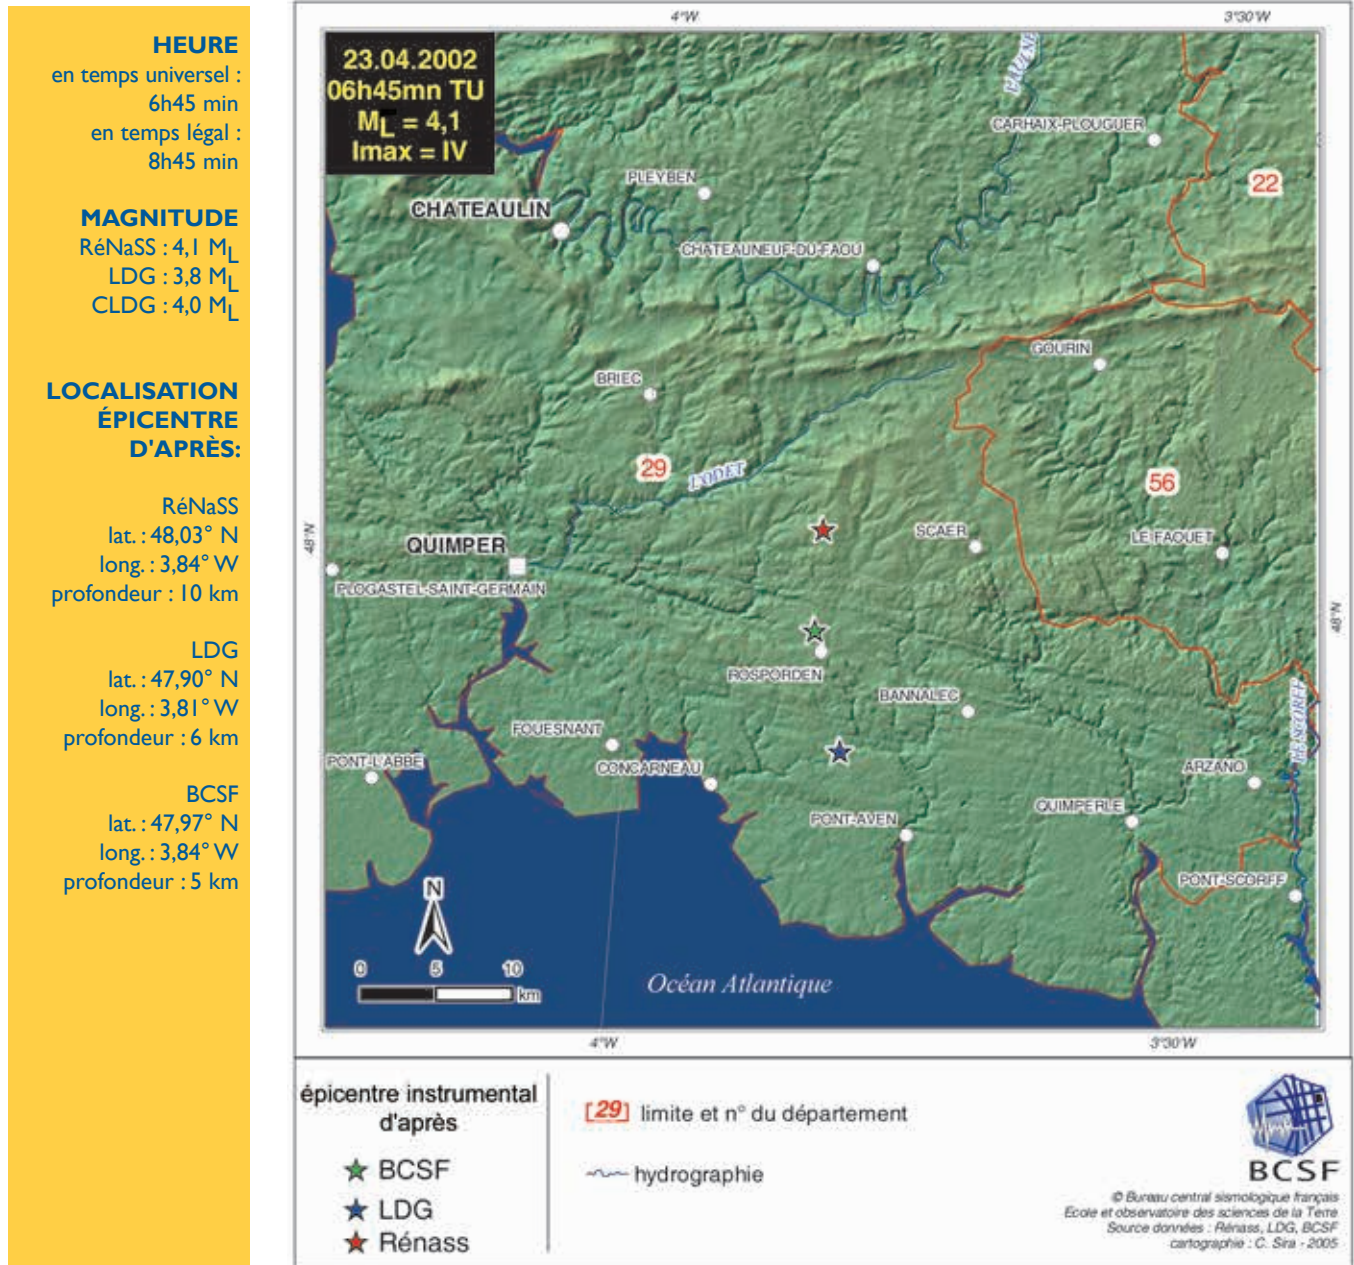 HEURE
en temps universel :
6h45 min
en temps légal :
8h45 min
MAGNITUDE
RéNaSS : 4,1 ML
LDG : 3,8 ML
CLDG : 4,0 ML
LOCALISATION
ÉPICENTRE
D'APRÈS:
RéNaSS
lat. : 48,03° N
long. : 3,84° W
profondeur : 10 km
LDG
lat. : 47,90° N
long. : 3,81° W
profondeur : 6 km
BCSF
lat. : 47,97° N
long. : 3,84° W
profondeur : 5 km
4°W
3°30'W
23.04.2002
06h45mn TU
ML = 4,1
Imax = IV
CARHAIX-PLOUGUER
PLEYBEN
22
CHATEAULIN
CHATEAUNEUF-DU-FAOU
GOURIN
BRIEC
29
L'ODET
56
48°N
QUIMPER
SCAER
LE FAOUET
PLOGASTEL-SAINT-GERMAIN
48°N
ROSPORDEN
BANNALEC
LE SCORFF
FOUESNANT
PONT-L'ABBE
CONCARNEAU
ARZANO
PONT-AVEN
QUIMPERLE
PONT-SCORFF
N
0 5 10
km
Océan Atlantique
4°W
3°30'W
épicentre instrumental
d'après
BCSF
LDG
Rénass
[29] limite et n° du département
hydrographie
BCSF
© Bureau central sismologique français
Ecole et observatoire des sciences de la Terre
Source données : Rénass, LDG, BCSF
cartographie : C. Sira - 2005